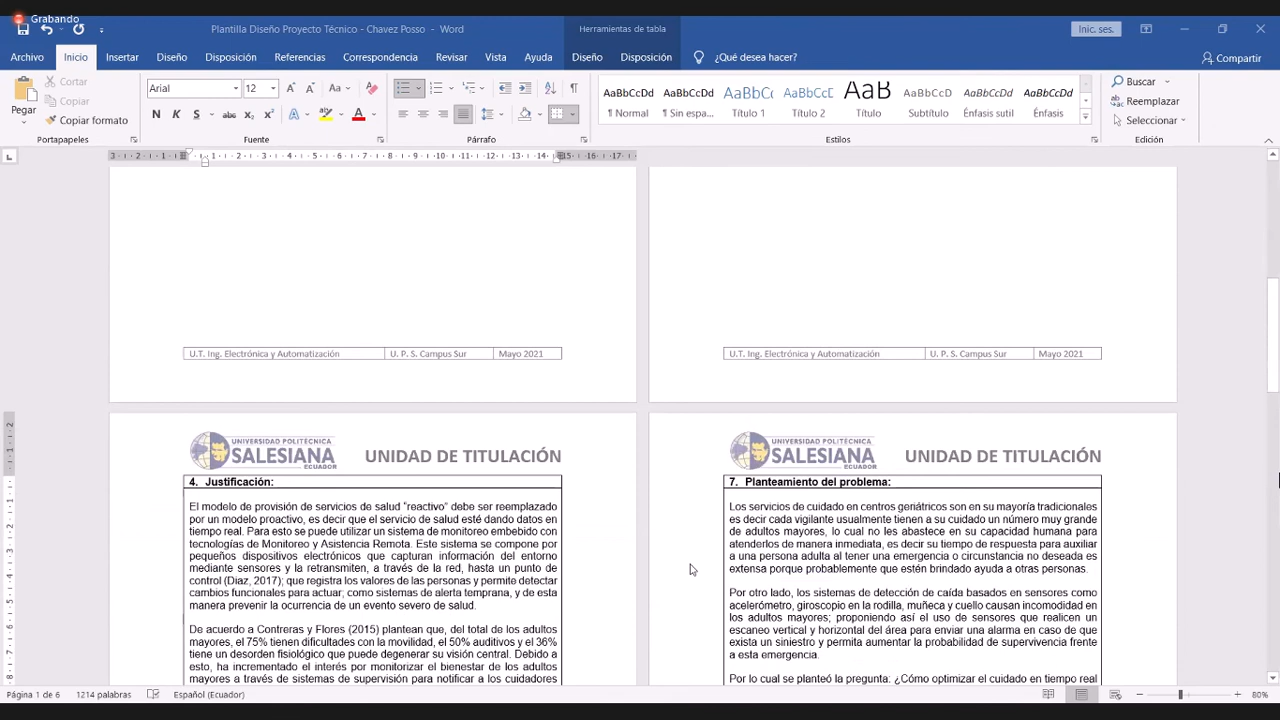 Grabando
Plantilla Diseño Proyecto Técnico - Chavez Posso - Word
Herramientas de tabla
Inic. ses.
Archivo
Inicio
Insertar
Diseño
Disposición
Referencias
Correspondencia
Revisar
Vista
Ayuda
Diseño
Disposición
¿Qué desea hacer?
Compartir
Pegar
Cortar
Copiar
Copiar formato
Portapapeles
Arial
12
Fuente
Párrafo
AaBbCcDd
¶ Normal
AaBbCcDd
¶ Sin espa...
AaBbCc
Título 1
AaBbCcD
Título 2
AaB
Título
AaBbCcD
Subtítulo
AaBbCcDd
Énfasis sutil
AaBbCcDd
Énfasis
Estilos
Buscar
Reemplazar
Seleccionar
Edición
U.T. Ing. Electrónica y Automatización
U. P. S. Campus Sur
Mayo 2021
U.T. Ing. Electrónica y Automatización
U. P. S. Campus Sur
Mayo 2021
UNIVERSIDAD POLITÉCNICA
SALESIANA
ECUADOR
UNIDAD DE TITULACIÓN
4. Justificación:
El modelo de provisión de servicios de salud "reactivo" debe ser reemplazado
por un modelo proactivo, es decir que el servicio de salud esté dando datos en
tiempo real. Para esto se puede utilizar un sistema de monitoreo embebido con
tecnologías de Monitoreo y Asistencia Remota. Este sistema se compone por
pequeños dispositivos electrónicos que capturan información del entorno
mediante sensores y la retransmiten, a través de la red, hasta un punto de
control (Diaz, 2017); que registra los valores de las personas y permite detectar
cambios funcionales para actuar; como sistemas de alerta temprana, y de esta
manera prevenir la ocurrencia de un evento severo de salud.
De acuerdo a Contreras y Flores (2015) plantean que, del total de los adultos
mayores, el 75% tienen dificultades con la movilidad, el 50% auditivos y el 36%
tiene un desorden fisiológico que puede degenerar su visión central. Debido a
esto, ha incrementado el interés por monitorizar el bienestar de los adultos
mayores a través de sistemas de supervisión para notificar a los cuidadores
UNIVERSIDAD POLITÉCNICA
SALESIANA
ECUADOR
UNIDAD DE TITULACIÓN
7. Planteamiento del problema:
Los servicios de cuidado en centros geriátricos son en su mayoría tradicionales
es decir cada vigilante usualmente tienen a su cuidado un número muy grande
de adultos mayores, lo cual no les abastece en su capacidad humana para
atenderlos de manera inmediata, es decir su tiempo de respuesta para auxiliar
a una persona adulta al tener una emergencia o circunstancia no deseada es
extensa porque probablemente que estén brindado ayuda a otras personas.
Por otro lado, los sistemas de detección de caída basados en sensores como
acelerómetro, giroscopio en la rodilla, muñeca y cuello causan incomodidad en
los adultos mayores; proponiendo así el uso de sensores que realicen un
escaneo vertical y horizontal del área para enviar una alarma en caso de que
exista un siniestro y permita aumentar la probabilidad de supervivencia frente
a esta emergencia.
Por lo cual se planteó la pregunta: ¿Cómo optimizar el cuidado en tiempo real
Página 1 de 6
1214 palabras
Español (Ecuador)
80%